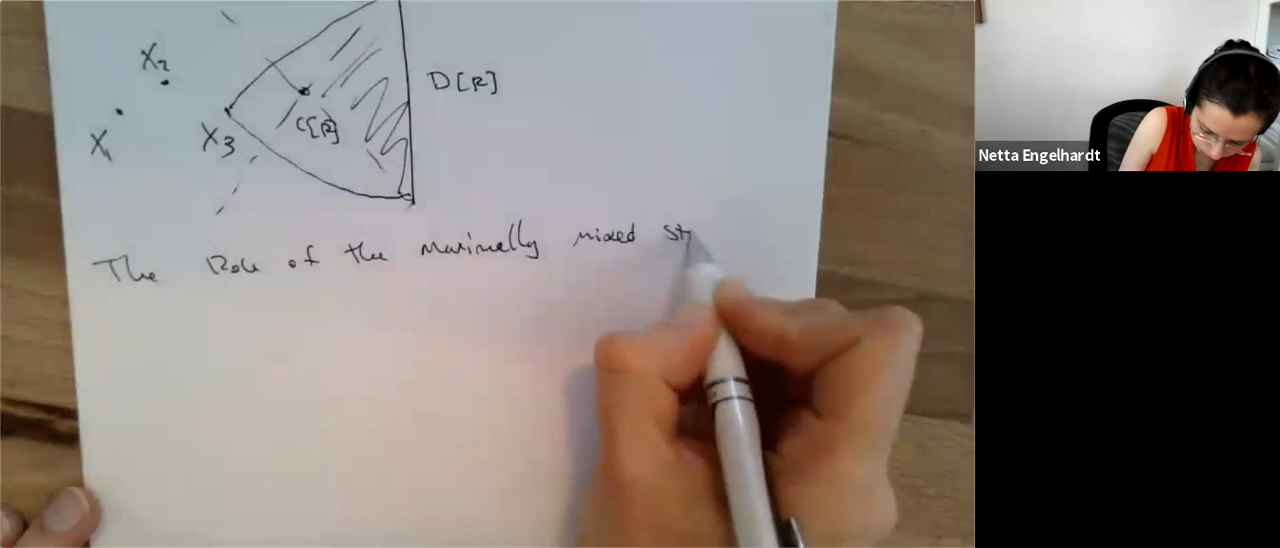 X2
D[R]
X1
X3
C[R]
The Role of the Maximally mixed st
Netta Engelhardt